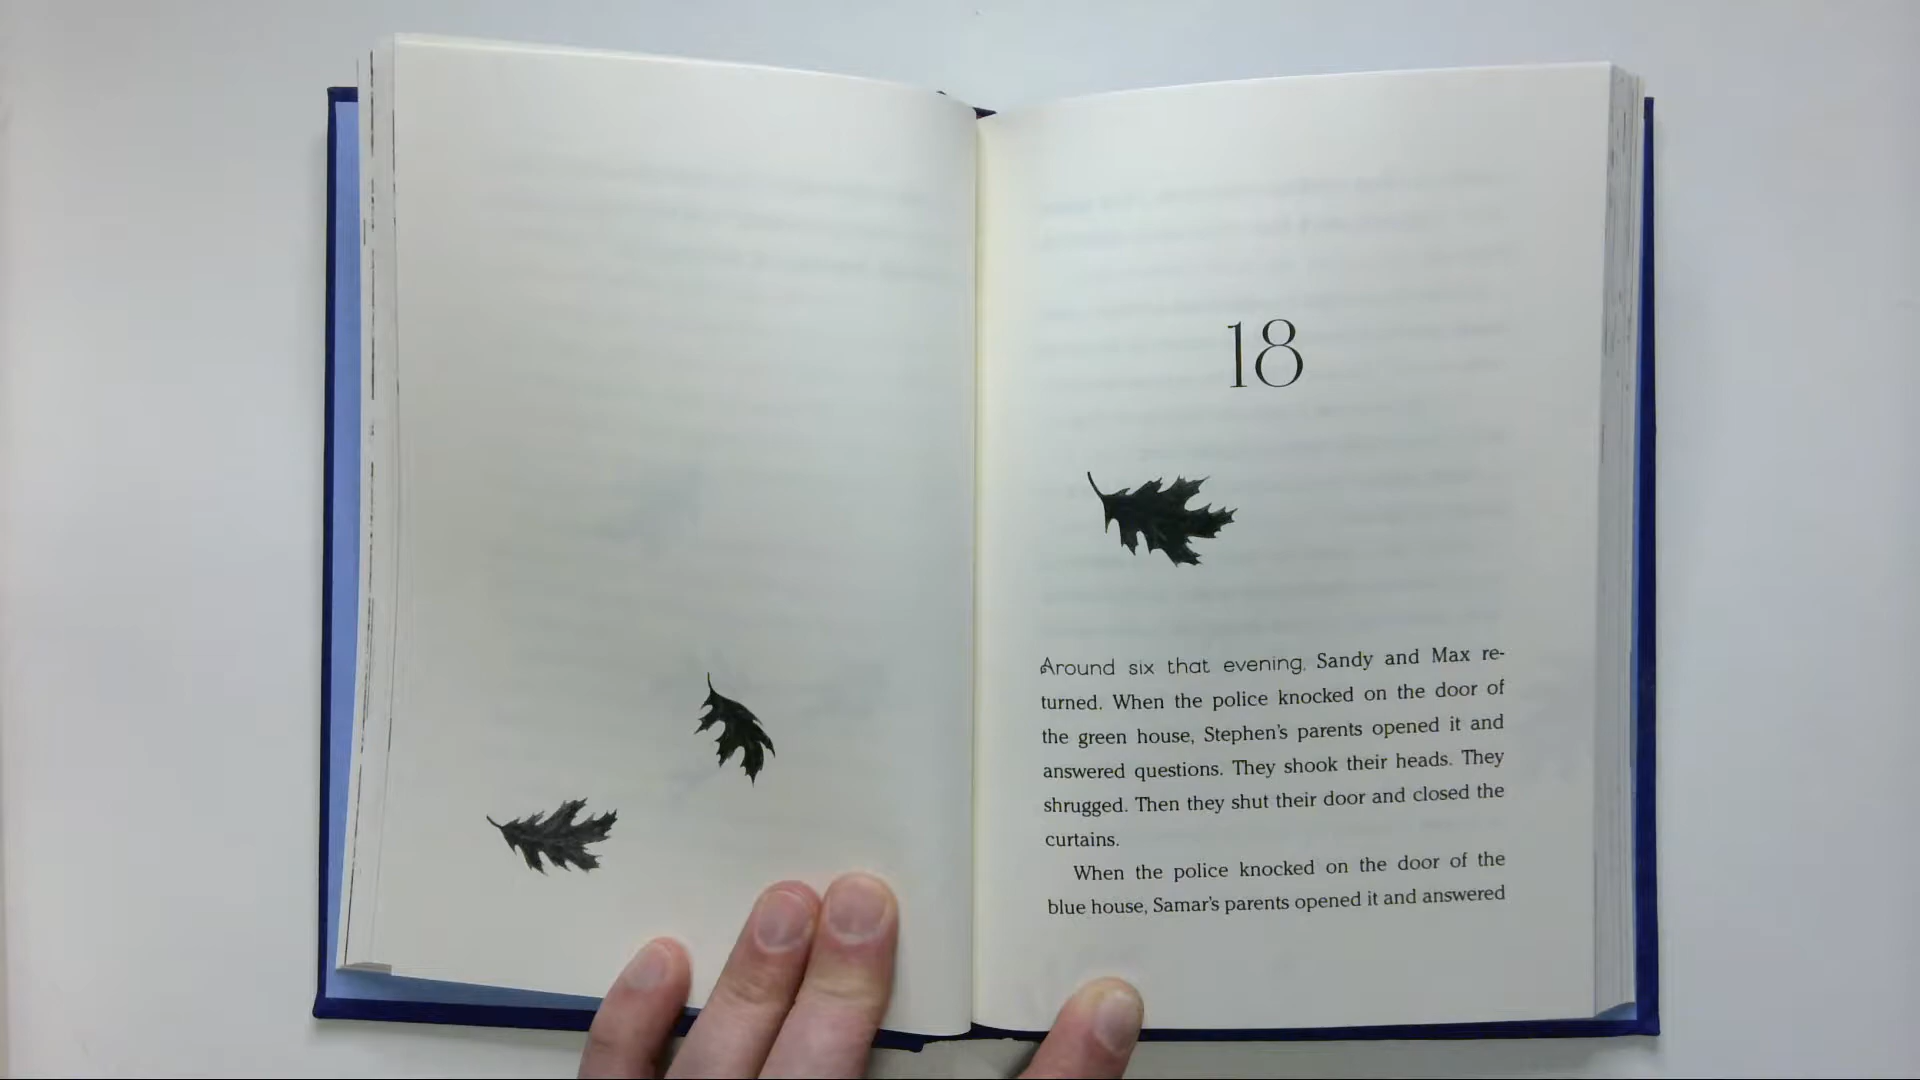 18
Around six that evening, Sandy and Max re-
turned. When the police knocked on the door of
the green house, Stephen's parents opened it and
answered questions. They shook their heads. They
shrugged. Then they shut their door and closed the
curtains.
When the police knocked on the door of the
blue house, Samar's parents opened it and answered